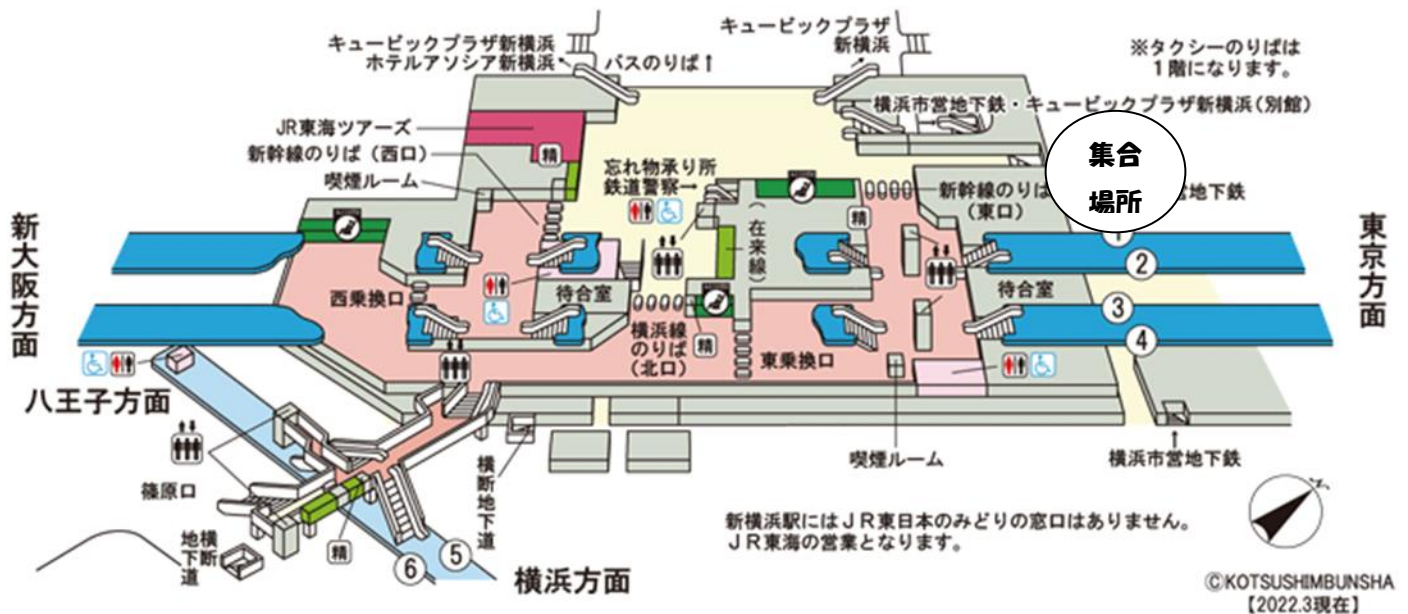 キュービックプラザ新横浜
ホテルアソシア新横浜
バスのりば↑
キュービックプラザ
新横浜
※タクシーのりばは
1階になります。
横浜市営地下鉄・キュービックプラザ新横浜(別館)
JR東海ツアーズ
新幹線のりば(西口)
喫煙ルーム
精
忘れ物承り所
鉄道警察→
(在来線)
精
新幹線のりば
(東口)
集合
場所
営地下鉄
新大阪方面
東京方面
1
2
3
4
西乗換口
待合室
横浜線
のりば
(北口)
精
東乗換口
待合室
八王子方面
篠原口
横断地下道
横断地下道
精
6
5
横浜方面
喫煙ルーム
横浜市営地下鉄
新横浜駅にはJR東日本のみどりの窓口はありません。
JR東海の営業となります。
N
©KOTSUSHIMBUNSHA
【2022.3現在】